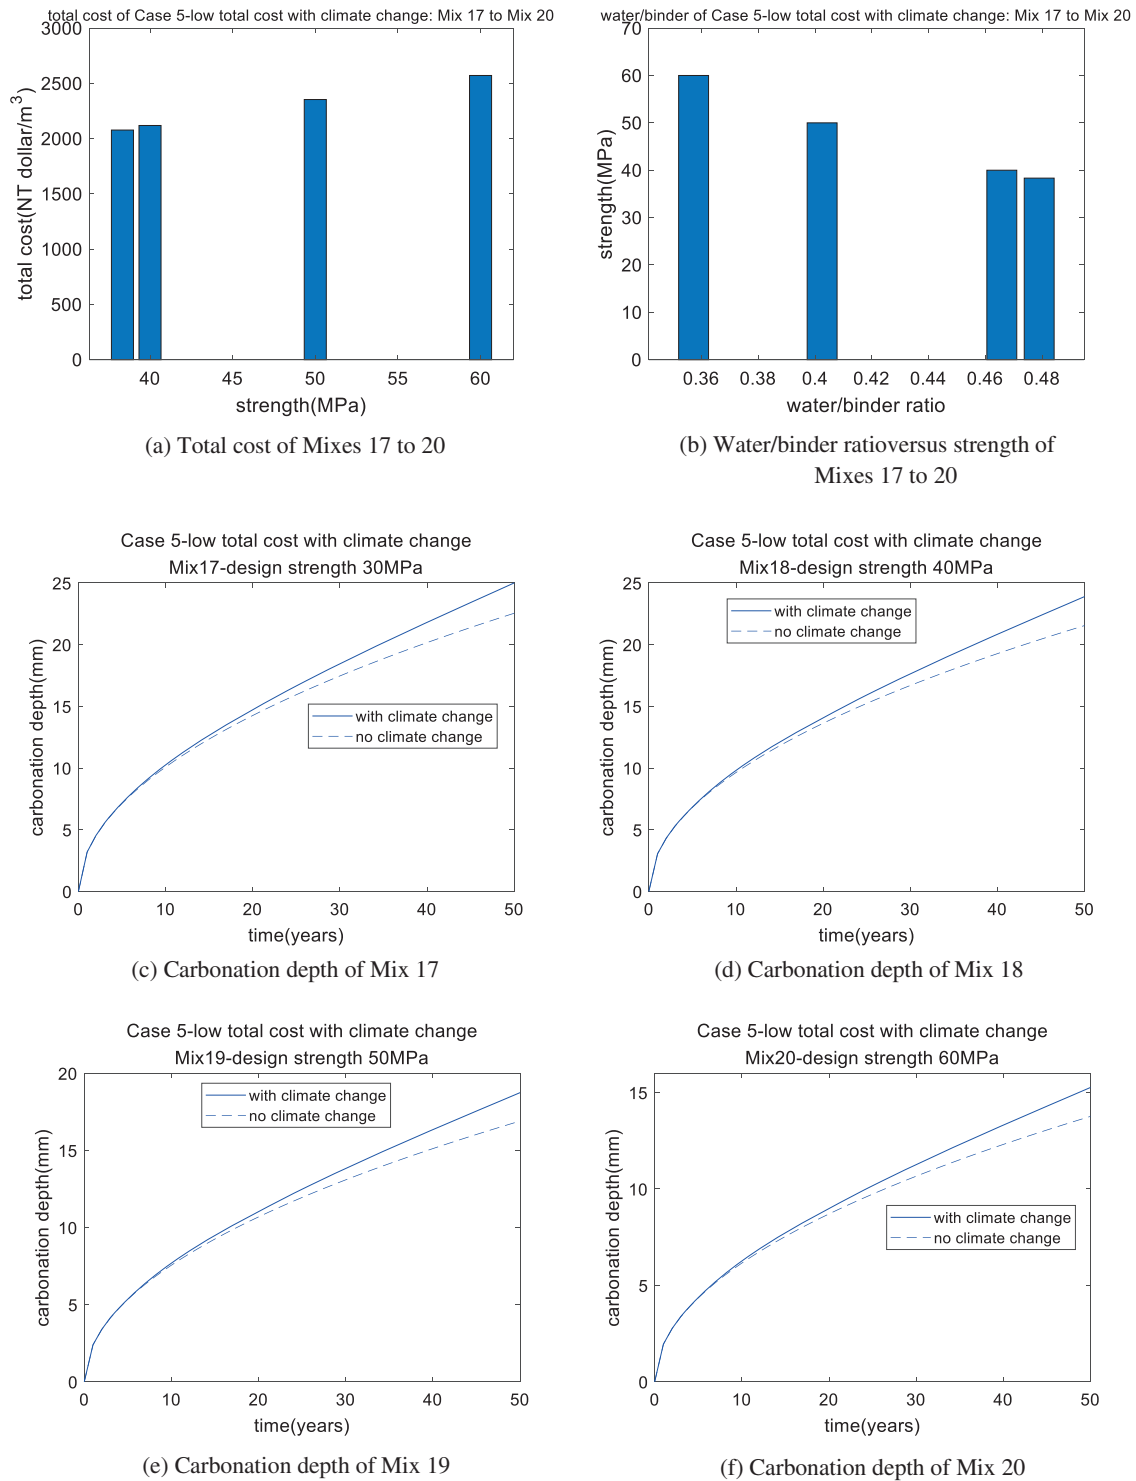 total cost of Case 5-low total cost with climate change: Mix 17 to Mix 20
3000
2500
2000
1500
1000
500
0
total cost(NT dollar/m3)
40 45 50 55 60
strength(MPa)
(a) Total cost of Mixes 17 to 20
water/binder of Case 5-low total cost with climate change: Mix 17 to Mix 20
70
60
50
40
30
20
10
0
strength(MPa)
0.36 0.38 0.4 0.42 0.44 0.46 0.48
water/binder ratio
(b) Water/binder ratioversus strength of
Mixes 17 to 20
Case 5-low total cost with climate change
Mix17-design strength 30MPa
25
20
15
10
5
0
carbonation depth(mm)
with climate change
no climate change
0 10 20 30 40 50
time(years)
(c) Carbonation depth of Mix 17
Case 5-low total cost with climate change
Mix18-design strength 40MPa
25
20
15
10
5
0
carbonation depth(mm)
with climate change
no climate change
0 10 20 30 40 50
time(years)
(d) Carbonation depth of Mix 18
Case 5-low total cost with climate change
Mix19-design strength 50MPa
20
15
10
5
0
carbonation depth(mm)
with climate change
no climate change
0 10 20 30 40 50
time(years)
(e) Carbonation depth of Mix 19
Case 5-low total cost with climate change
Mix20-design strength 60MPa
15
10
5
0
carbonation depth(mm)
with climate change
no climate change
0 10 20 30 40 50
time(years)
(f) Carbonation depth of Mix 20